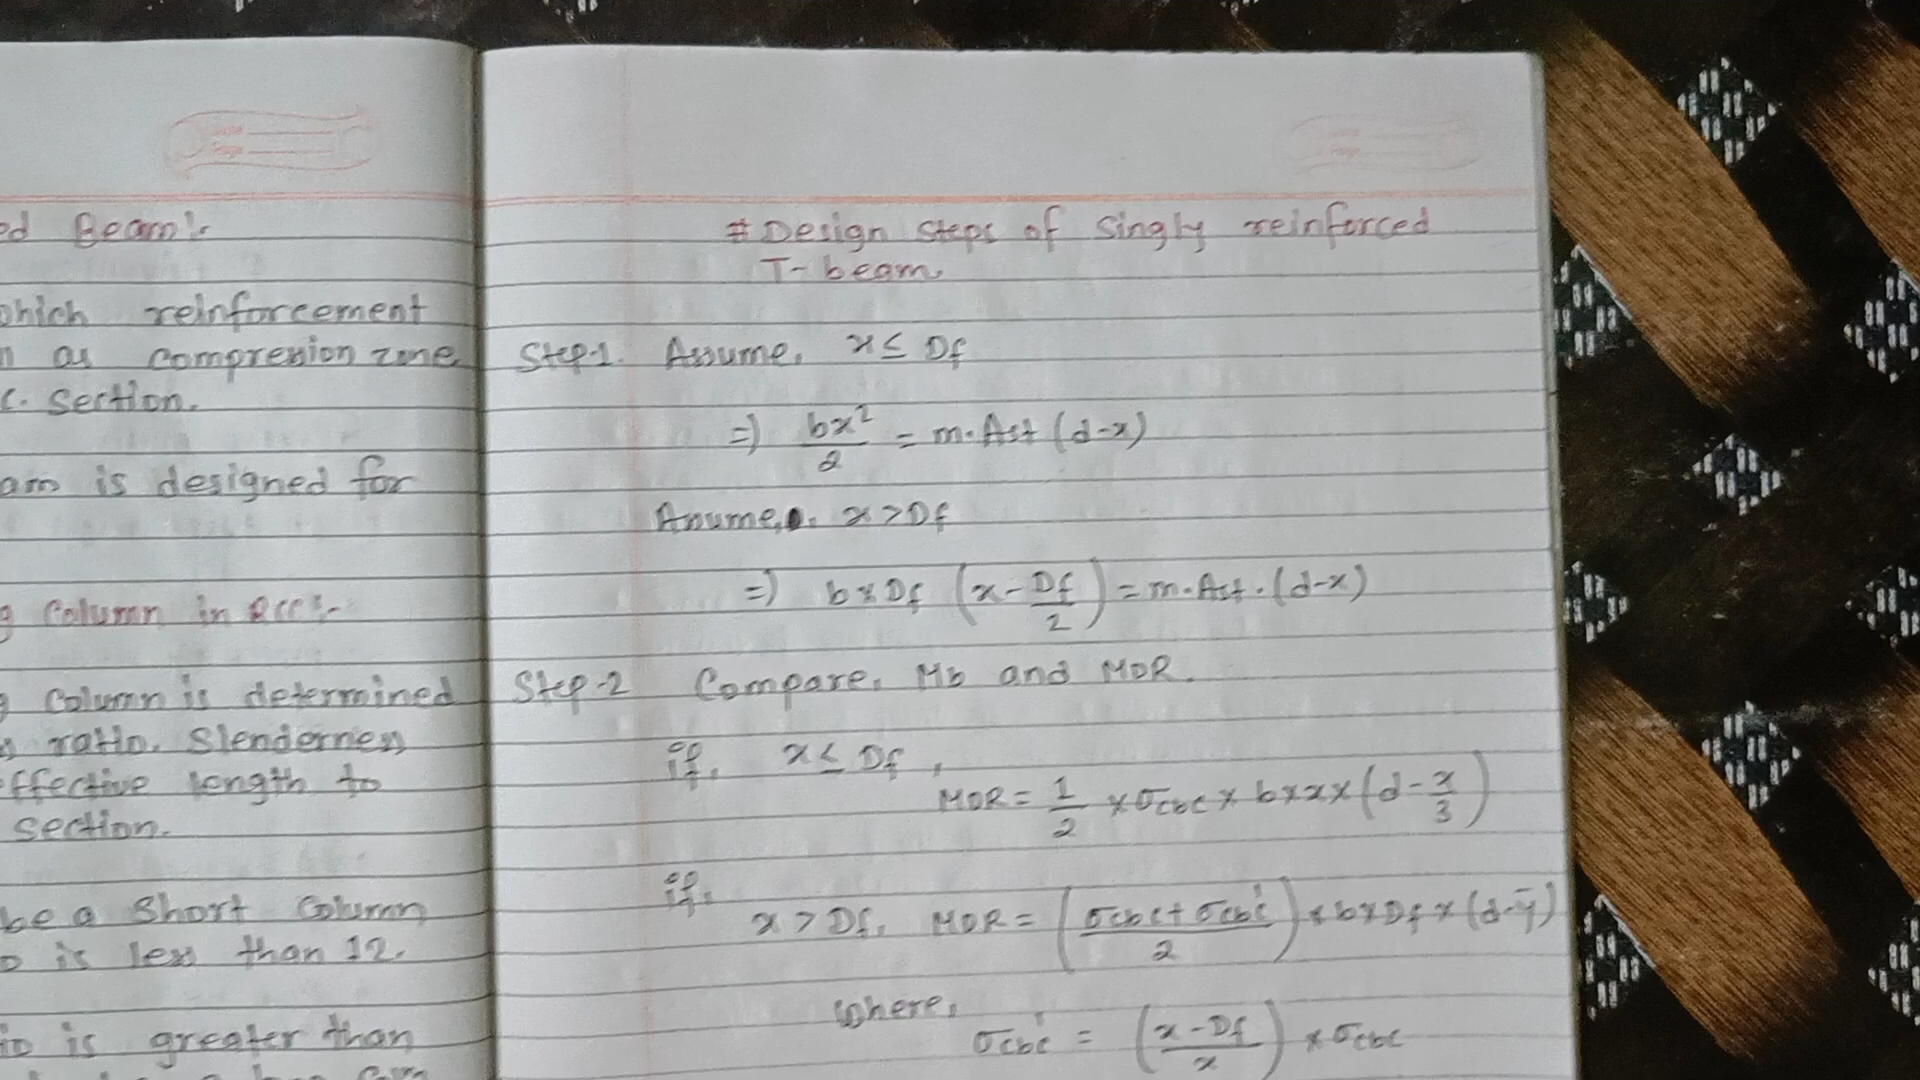 ed Beam:-
which reinforcement
n as compression zone
c. section.
am is designed for
g Column in RCC:-
g column is determined
s ratio. Slenderness
effective length to
section.
be a short column
o is less than 12.
io is greater than
# Design Steps of Singly reinforced
T-beam.
Step-1. Assume, x ≤ Df
=) bx²/2 = m.Ast (d-x)
Assume, x > Df
=) b x Df (x - Df/2) = m.Ast.(d-x)
Step-2 Compare, Mb and MOR.
if, x ≤ Df,
MOR = 1/2 x σcbc x b x x x (d - x/3)
if,
x > Df, MOR = ((σcbc + σcbc')/2) x b x Df x (d-ȳ)
where,
σcbc' = ((x - Df)/x) x σcbc